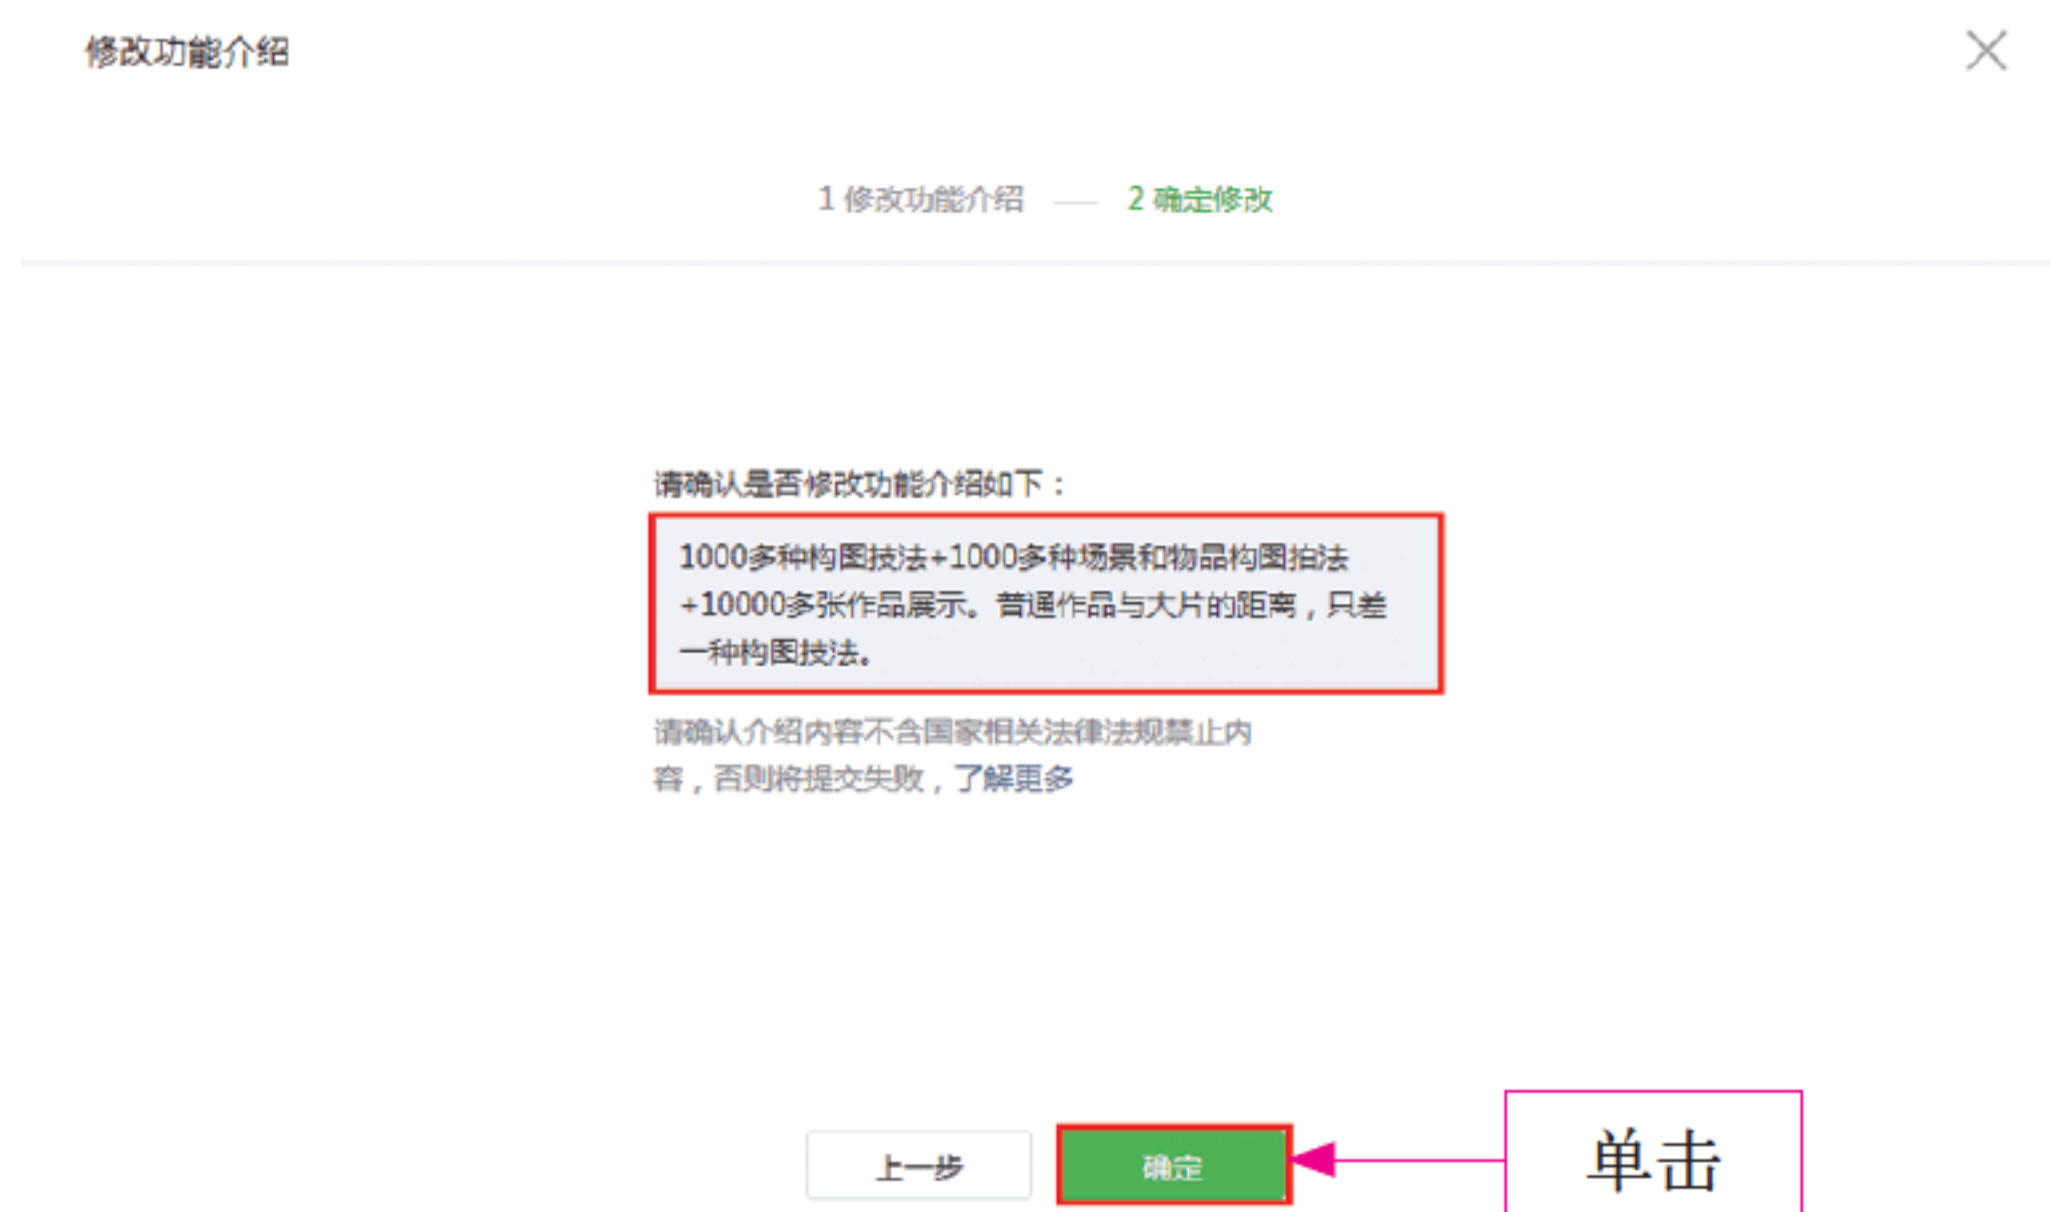 修改功能介绍
1 修改功能介绍 — 2 确定修改
请确认是否修改功能介绍如下：
1000多种构图技法+1000多种场景和物品构图拍法
+10000多张作品展示。普通作品与大片的距离，只差
一种构图技法。
请确认介绍内容不含国家相关法律法规禁止内
容，否则将提交失败，了解更多
上一步 确定 单击